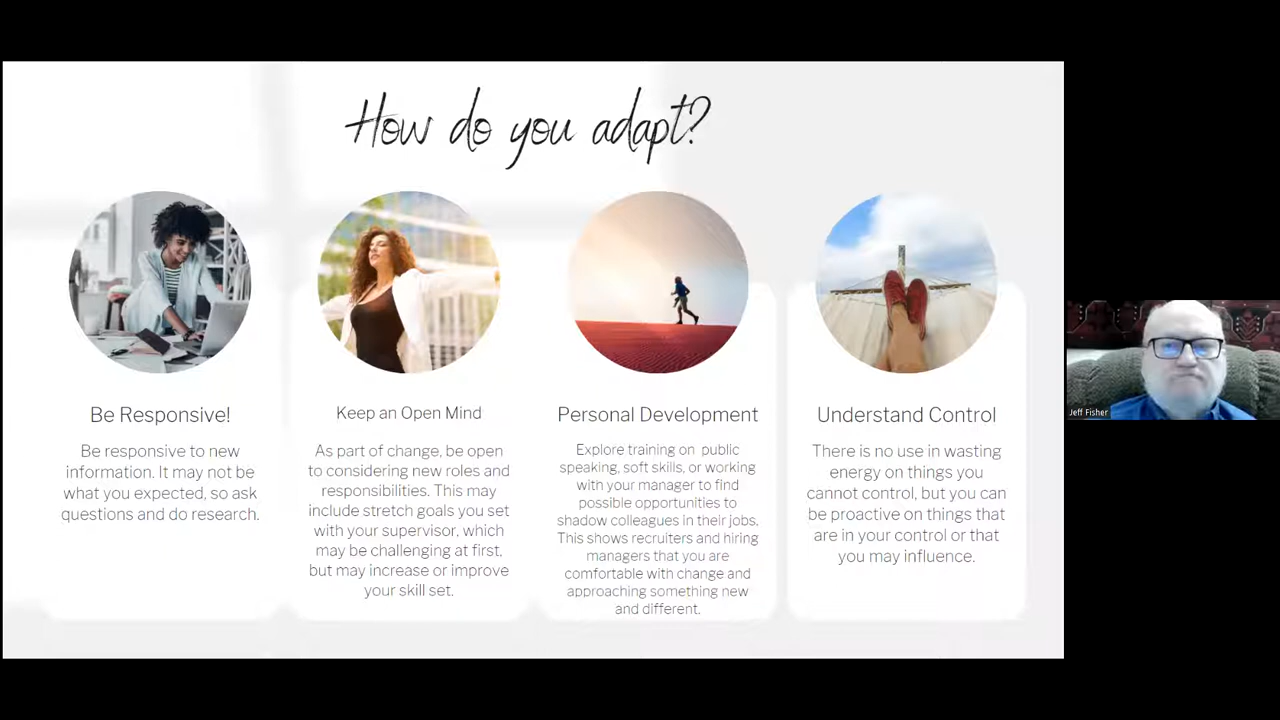 How do you adapt?
Be Responsive!
Be responsive to new
information. It may not be
what you expected, so ask
questions and do research.
Keep an Open Mind
As part of change, be open
to considering new roles and
responsibilities. This may
include stretch goals you set
with your supervisor, which
may be challenging at first,
but may increase or improve
your skill set.
Personal Development
Explore training on public
speaking, soft skills, or working
with your manager to find
possible opportunities to
shadow colleagues in their jobs.
This shows recruiters and hiring
managers that you are
comfortable with change and
approaching something new
and different.
Understand Control
There is no use in wasting
energy on things you
cannot control, but you can
be proactive on things that
are in your control or that
you may influence.
Jeff Fisher